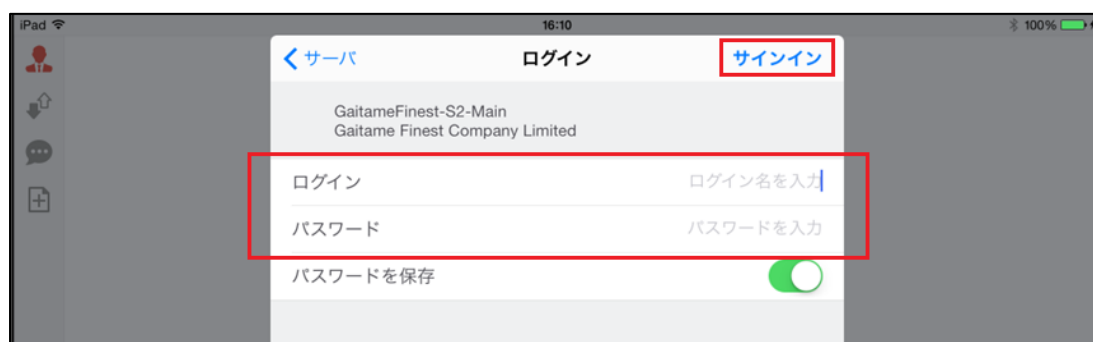 iPad 16:10 100%
サーバ ログイン サインイン
GaitameFinest-S2-Main
Gaitame Finest Company Limited
ログイン ログイン名を入力
パスワード パスワードを入力
パスワードを保存